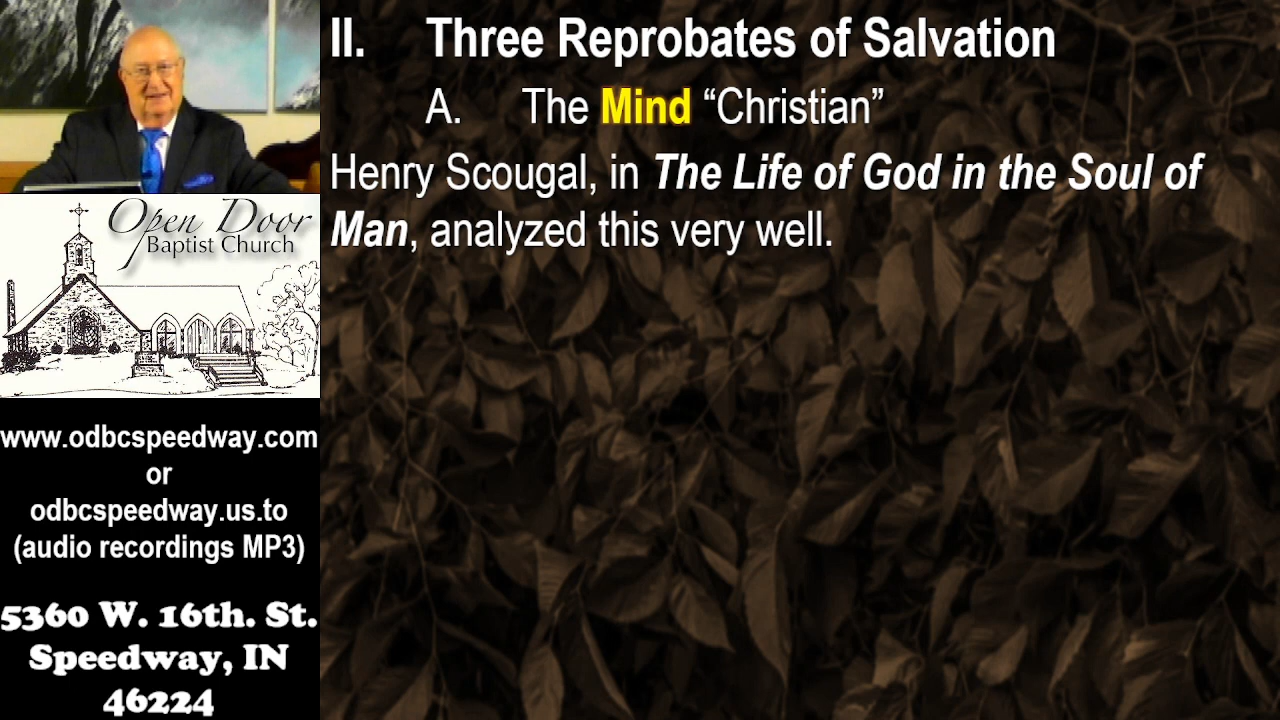 II. Three Reprobates of Salvation
A. The Mind “Christian”
Henry Scougal, in The Life of God in the Soul of
Man, analyzed this very well.
Open Door
Baptist Church
www.odbcspeedway.com
or
odbcspeedway.us.to
(audio recordings MP3)
5360 W. 16th. St.
Speedway, IN
46224